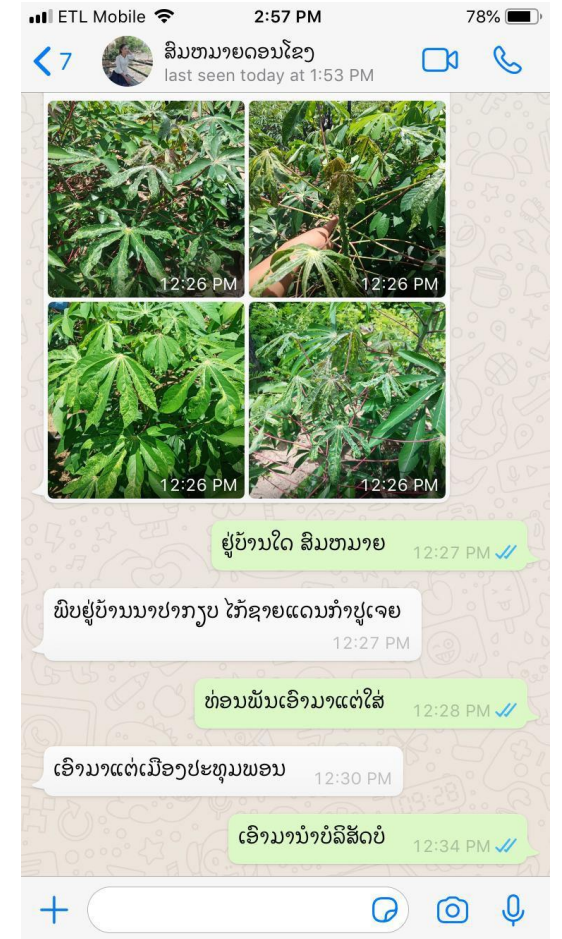 ETL Mobile 2:57 PM 78%
7 ສົມຫມາຍດອນໂຂງ
last seen today at 1:53 PM
12:26 PM 12:26 PM
12:26 PM 12:26 PM
ຢູ່ບ້ານໃດ ສົມຫມາຍ 12:27 PM
ພົບຢູ່ບ້ານນາປາກຽບ ໄກ້ຊາຍແດນກຳປູເຈຍ
12:27 PM
ທ່ອນພັນເອົາມາແຕ່ໃສ່ 12:28 PM
ເອົາມາແຕ່ເມືອງປະທຸມພອນ 12:30 PM
ເອົາມານຳບໍລິສັດບໍ 12:34 PM